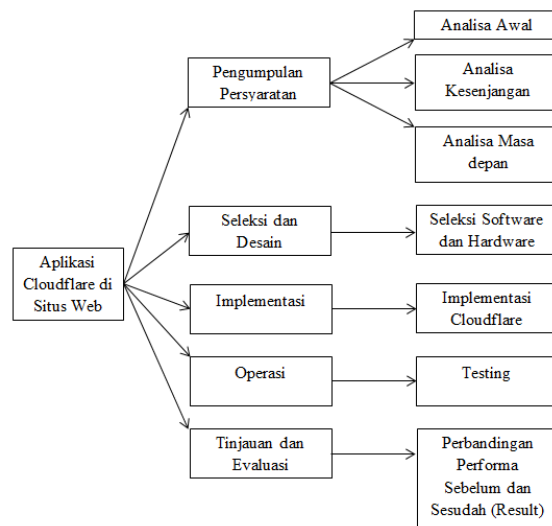 Analisa Awal
Pengumpulan
Persyaratan
Analisa
Kesenjangan
Analisa Masa
depan
Seleksi dan
Desain
Seleksi Software
dan Hardware
Aplikasi
Cloudflare di
Situs Web
Implementasi
Implementasi
Cloudflare
Operasi
Testing
Tinjauan dan
Evaluasi
Perbandingan
Performa
Sebelum dan
Sesudah (Result)